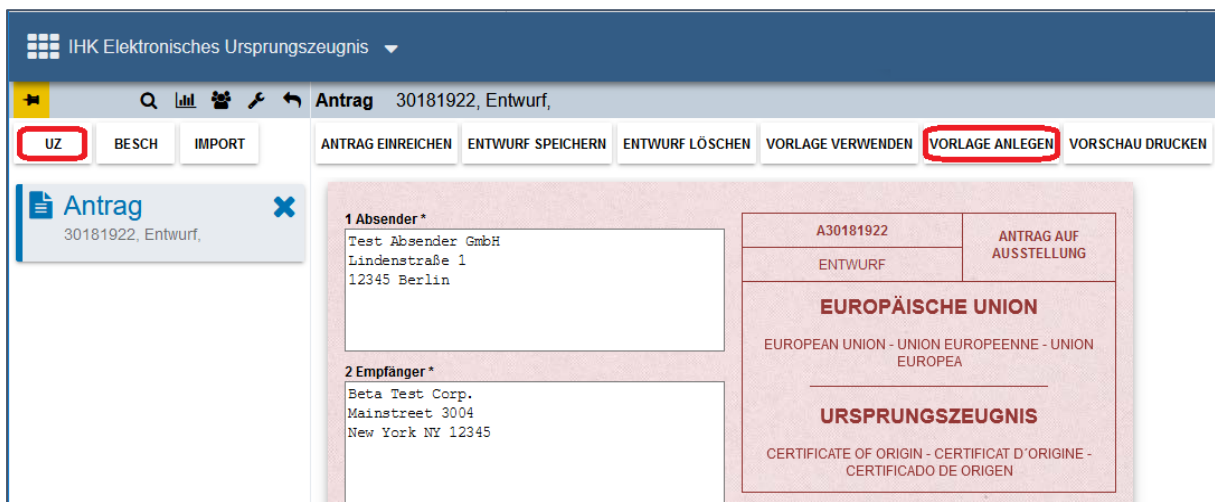 IHK Elektronisches Ursprungszeugnis
Antrag 30181922, Entwurf,
UZ BESCH IMPORT
ANTRAG EINREICHEN ENTWURF SPEICHERN ENTWURF LÖSCHEN VORLAGE VERWENDEN VORLAGE ANLEGEN VORSCHAU DRUCKEN
Antrag
30181922, Entwurf,
1 Absender *
Test Absender GmbH
Lindenstraße 1
12345 Berlin
2 Empfänger *
Beta Test Corp.
Mainstreet 3004
New York NY 12345
A30181922
ENTWURF
ANTRAG AUF
AUSSTELLUNG
EUROPÄISCHE UNION
EUROPEAN UNION - UNION EUROPEENNE - UNION
EUROPEA
URSPRUNGSZEUGNIS
CERTIFICATE OF ORIGIN - CERTIFICAT D´ORIGINE -
CERTIFICADO DE ORIGEN